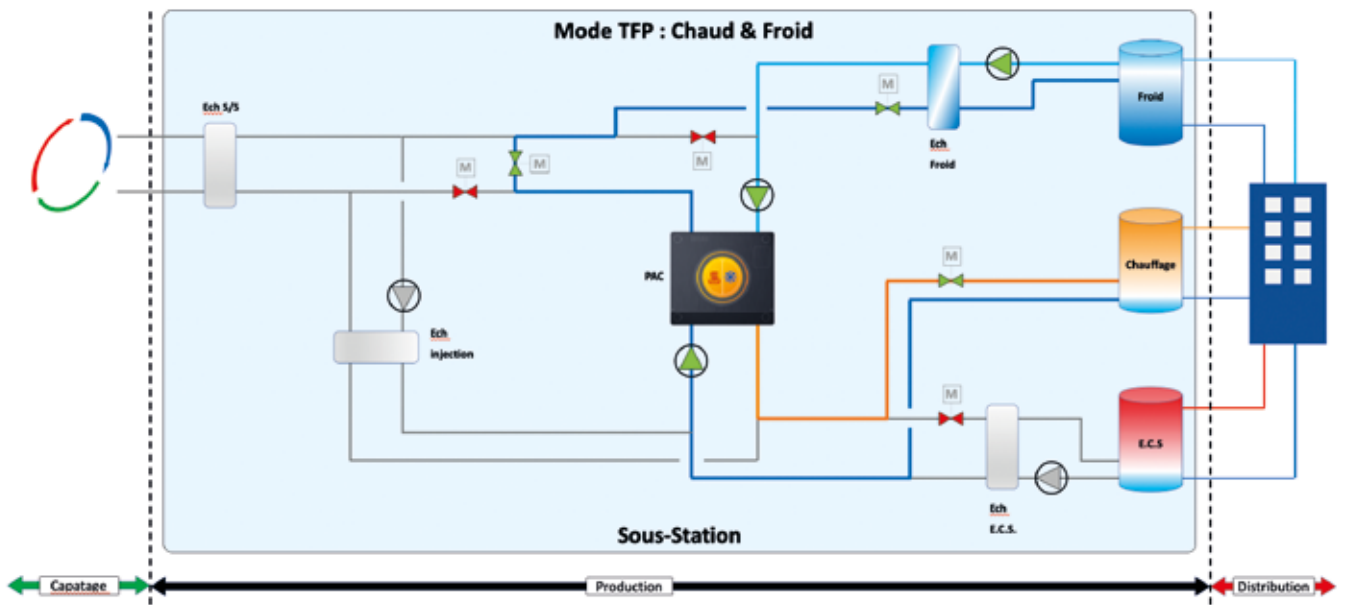 Mode TFP : Chaud & Froid
M
Ech S/S
Froid
Ech
Froid
M
M
M
M
PAC
Chauffage
Ech
injection
M
E.C.S
Ech
E.C.S.
Sous-Station
Capatage
Production
Distribution